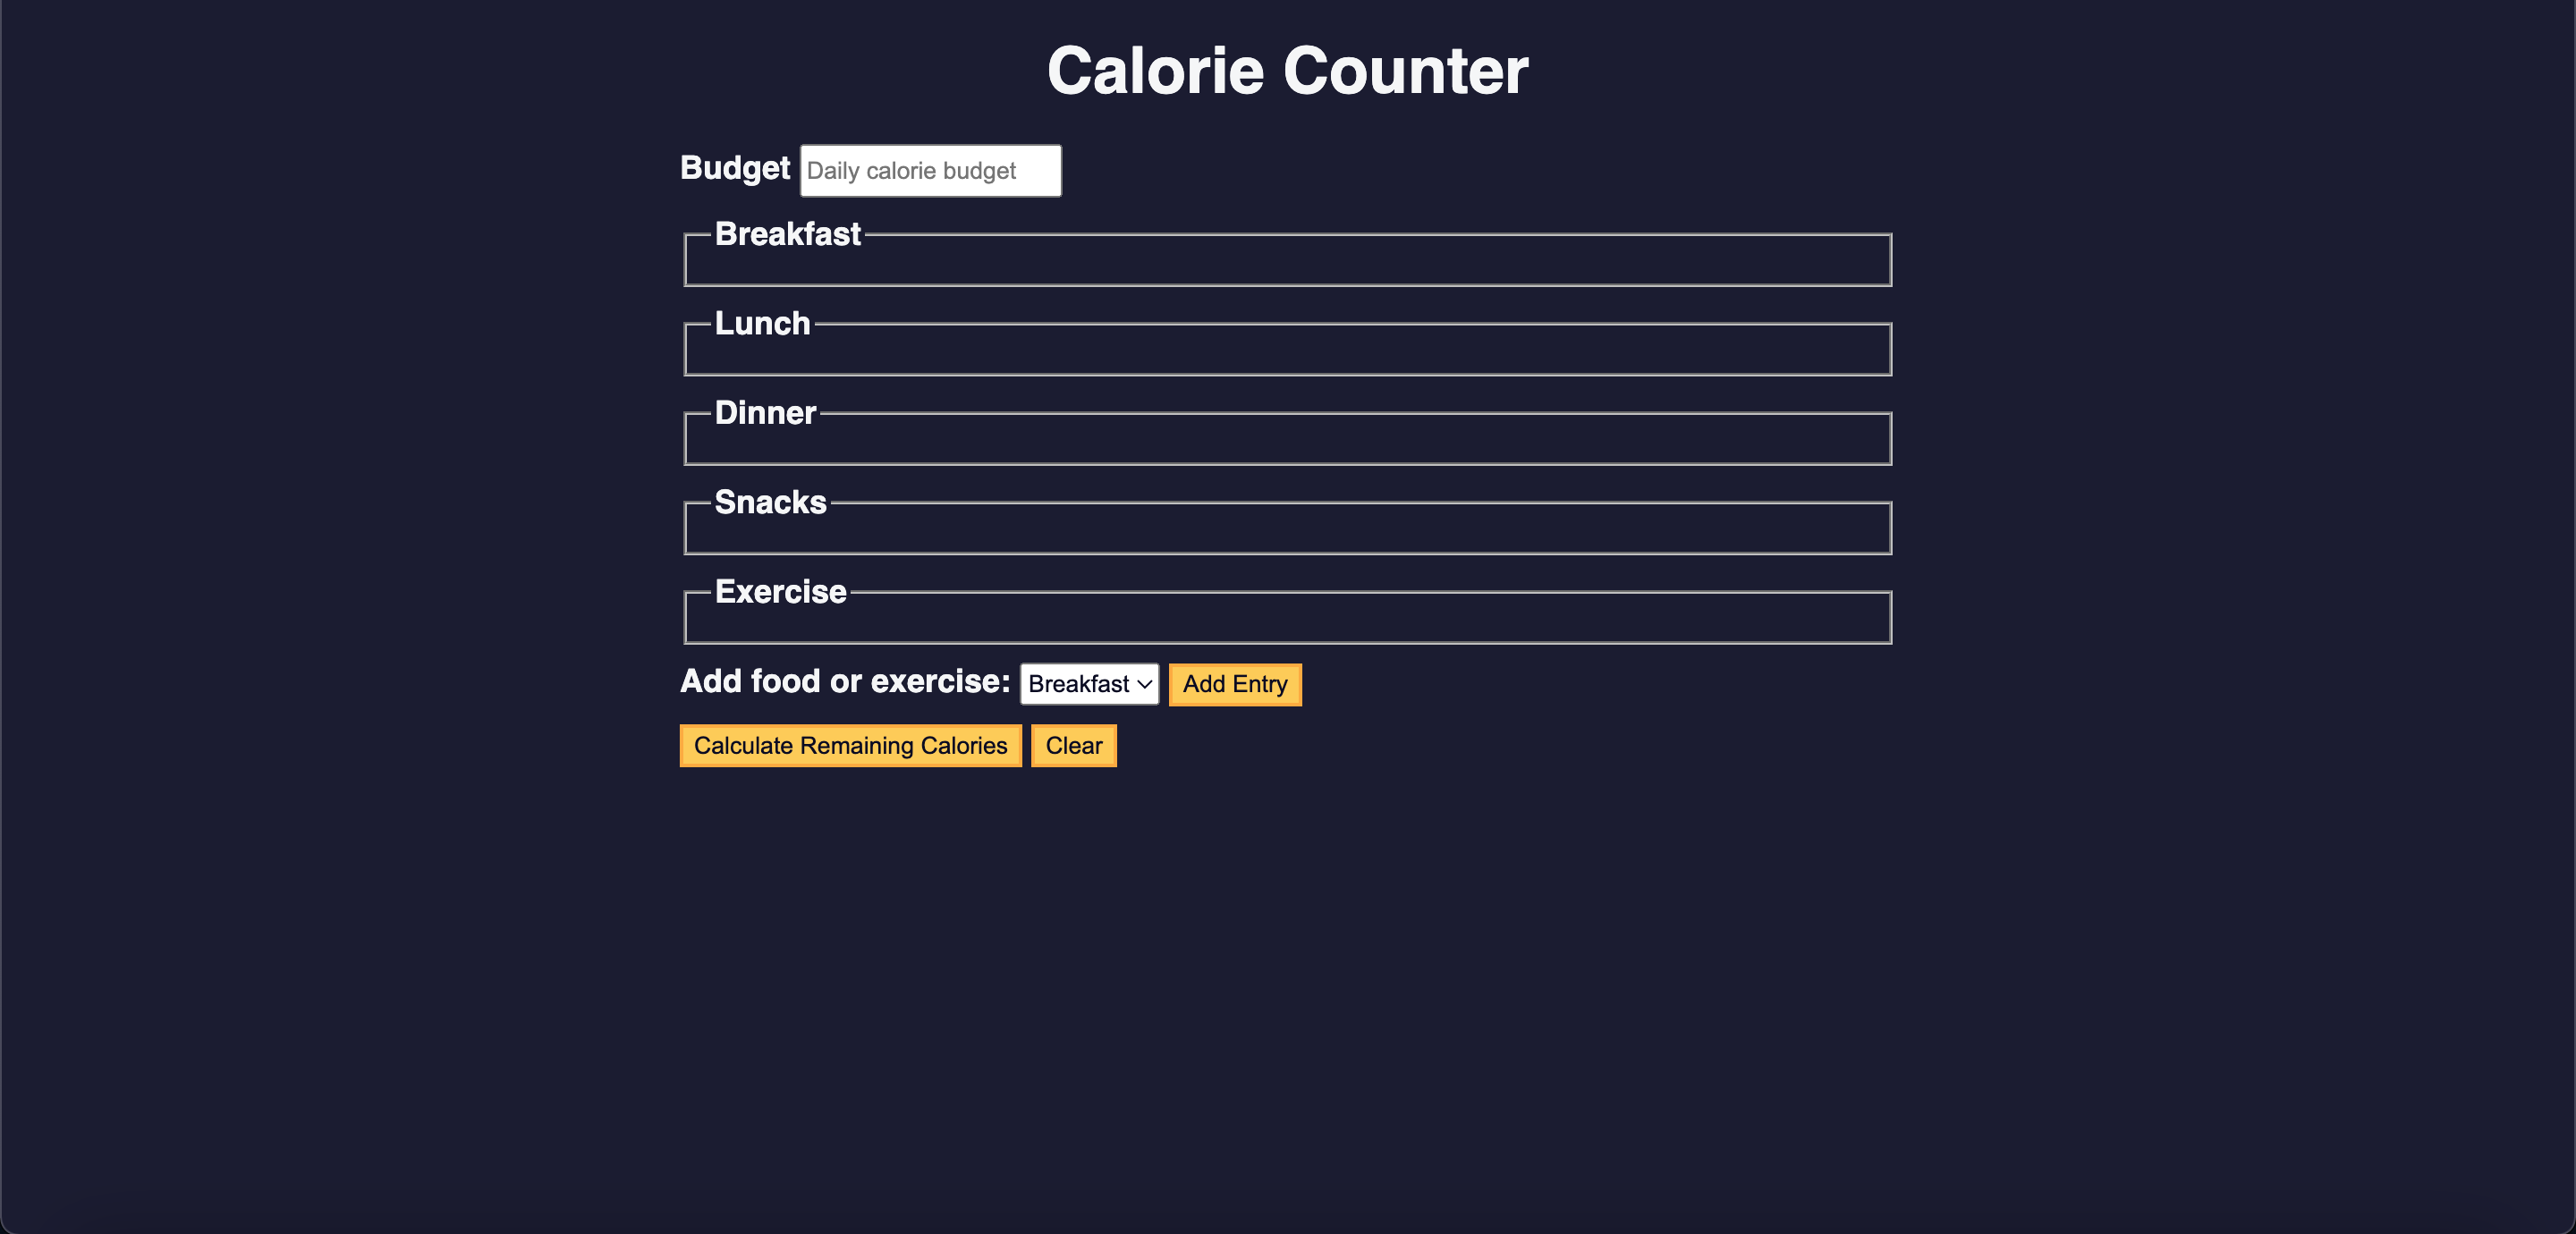 Calorie Counter
Budget Daily calorie budget
Breakfast
Lunch
Dinner
Snacks
Exercise
Add food or exercise: Breakfast Add Entry
Calculate Remaining Calories Clear